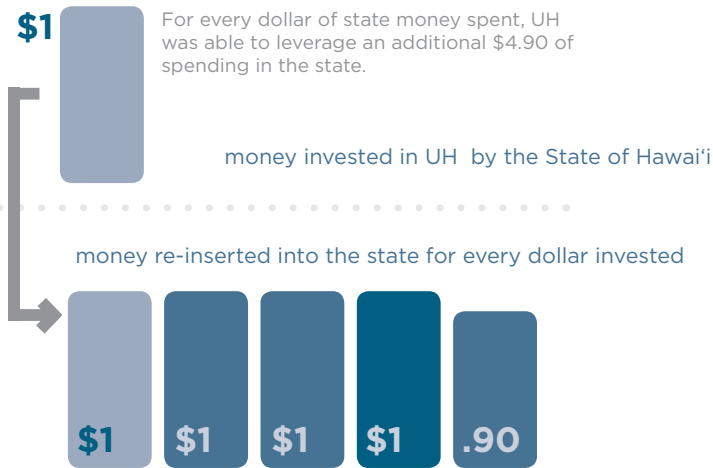 $1
For every dollar of state money spent, UH
was able to leverage an additional $4.90 of
spending in the state.
money invested in UH by the State of Hawaiʻi
money re-inserted into the state for every dollar invested
$1 $1 $1 $1 .90